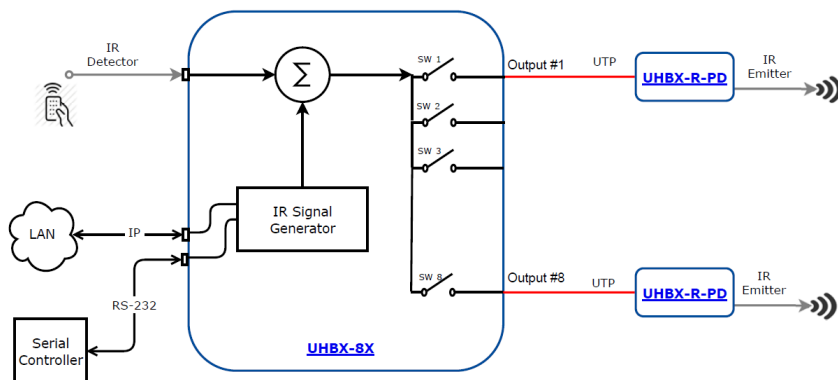 IR
Detector
SW 1
Output #1
UTP
UHBX-R-PD
IR
Emitter
Σ
SW 2
SW 3
IR Signal
Generator
LAN
IP
SW 8
Output #8
UTP
UHBX-R-PD
IR
Emitter
RS-232
Serial
Controller
UHBX-8X